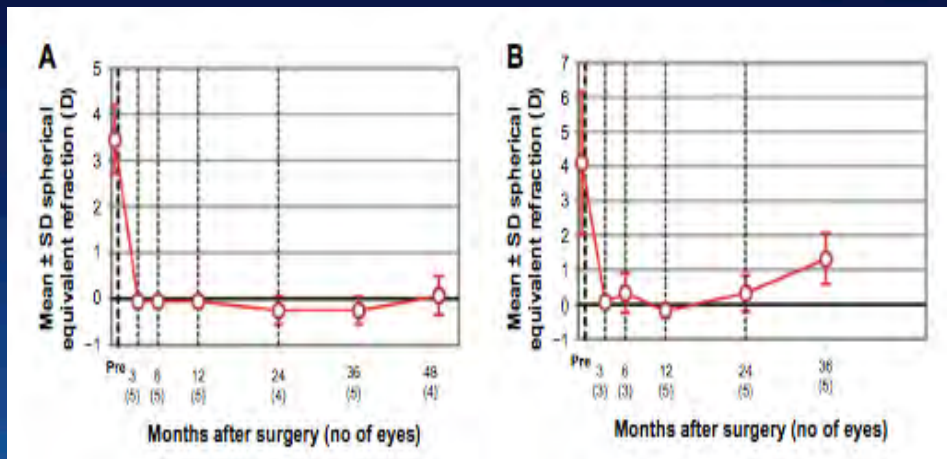 A
Mean ± SD spherical
equivalent refraction (D)
5
4
3
2
1
0
−1
Pre 3 6 12 24 36 48
(5) (5) (5) (4) (5) (4)
Months after surgery (no of eyes)
B
Mean ± SD spherical
equivalent refraction (D)
7
6
5
4
3
2
1
0
−1
Pre 3 6 12 24 36
(3) (3) (5) (5) (5)
Months after surgery (no of eyes)